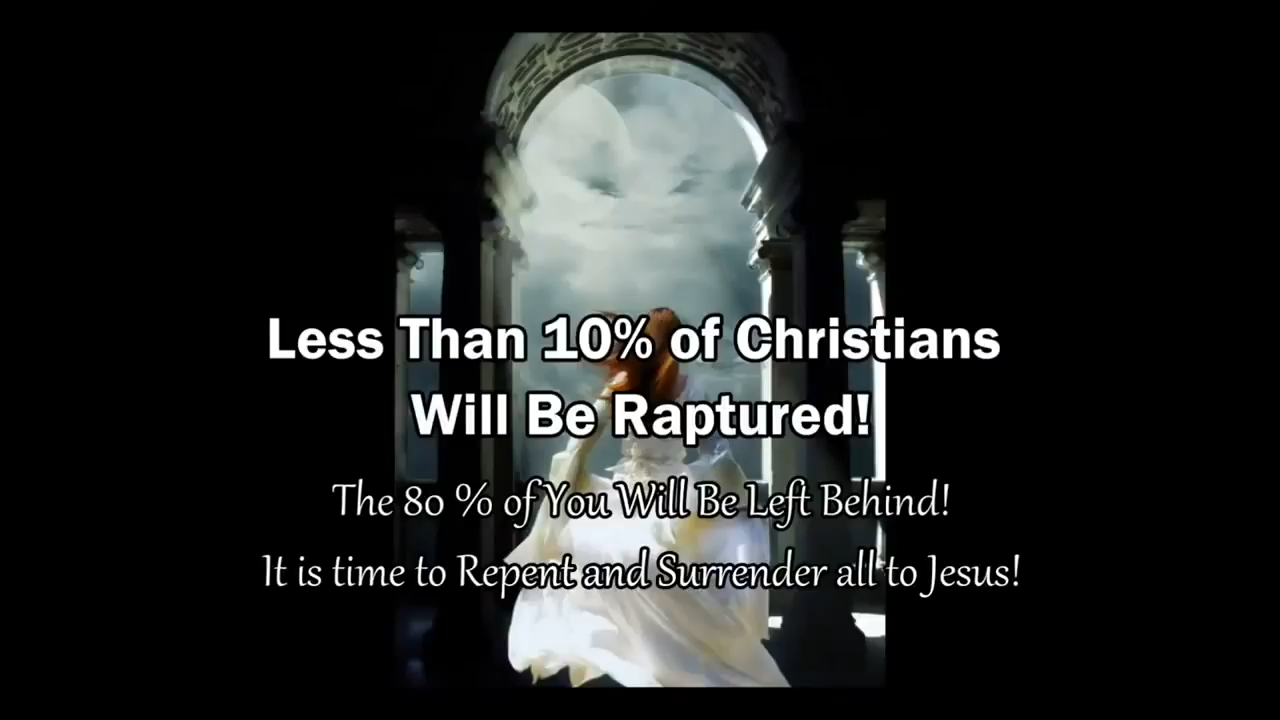 Less Than 10% of Christians
Will Be Raptured!
The 80 % of You Will Be Left Behind!
It is time to Repent and Surrender all to Jesus!